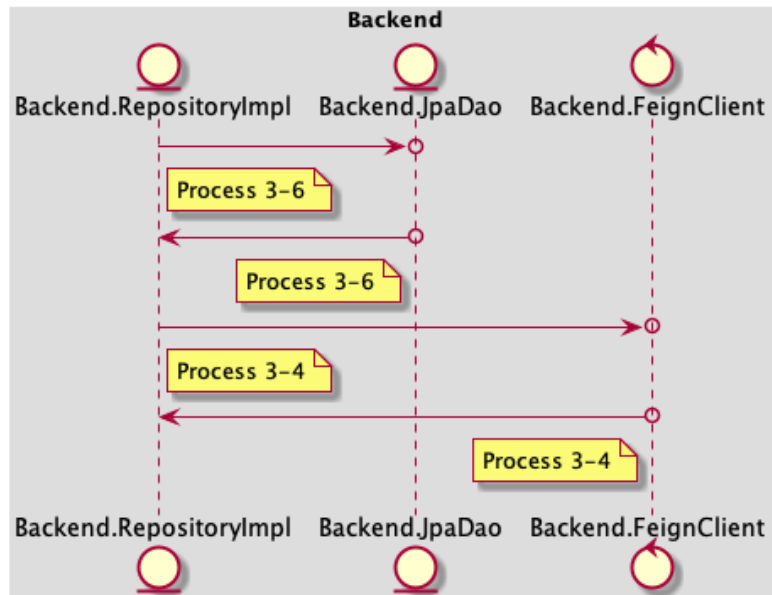 Backend
Backend.RepositoryImpl Backend.JpaDao Backend.FeignClient
Process 3-6
Process 3-6
Process 3-4
Process 3-4
Backend.RepositoryImpl Backend.JpaDao Backend.FeignClient